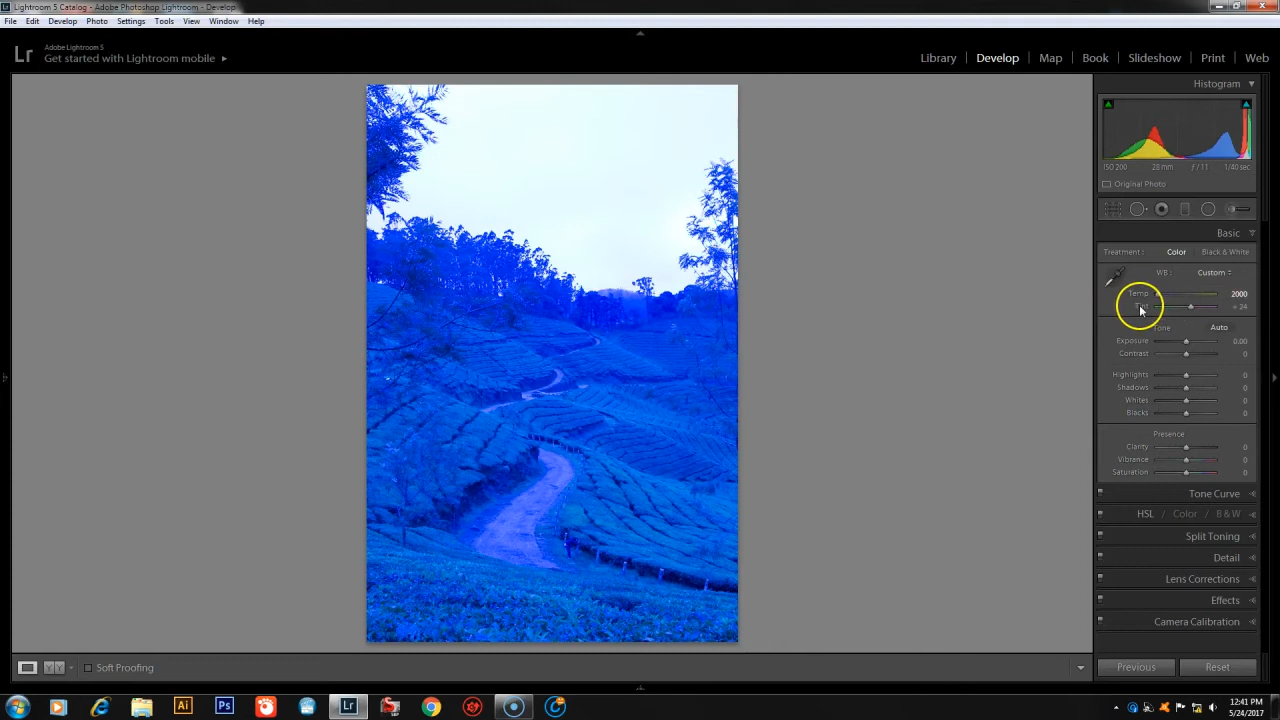 Lightroom 5 Catalog - Adobe Photoshop Lightroom - Develop
File Edit Develop Photo Settings Tools View Window Help
Lr
Adobe Lightroom 5
Get started with Lightroom mobile
Library Develop Map Book Slideshow Print Web
Histogram
ISO 200 28 mm ƒ / 11 1/40 sec
Original Photo
Basic
Treatment : Color Black & White
WB : Custom
Temp 2000
Tint + 24
Tone Auto
Exposure 0.00
Contrast 0
Highlights 0
Shadows 0
Whites 0
Blacks 0
Presence
Clarity 0
Vibrance 0
Saturation 0
Tone Curve
HSL / Color / B & W
Split Toning
Detail
Lens Corrections
Effects
Camera Calibration
Y Y Soft Proofing
Previous Reset
Ai Ps Lr
12:41 PM
5/24/2017